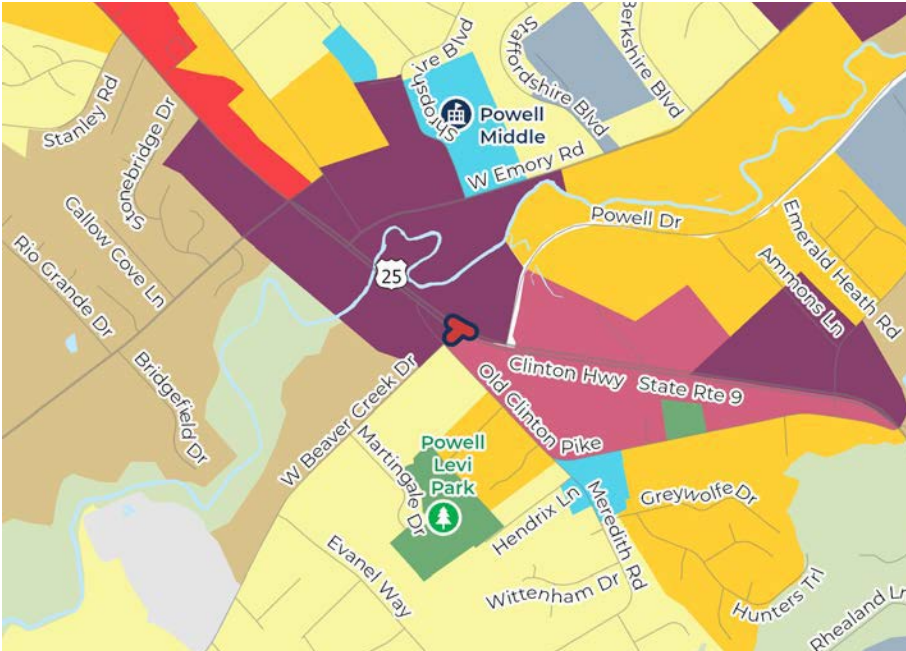 Shropshire Blvd
Staffordshire Blvd
Berkshire Blvd
Stanley Rd
Stonebridge Dr
Powell
Middle
W Emory Rd
Callow Cove Ln
Rio Grande Dr
Powell Dr
Emerald Heath Rd
Ammons Ln
25
Bridgefield Dr
W Beaver Creek Dr
Clinton Hwy State Rte 9
Old Clinton Pike
Martingale Dr
Powell
Levi
Park
Hendrix Ln
Meredith Rd
Greywolfe Dr
Evanel Way
Wittenham Dr
Hunters Trl
Rhealand Ln